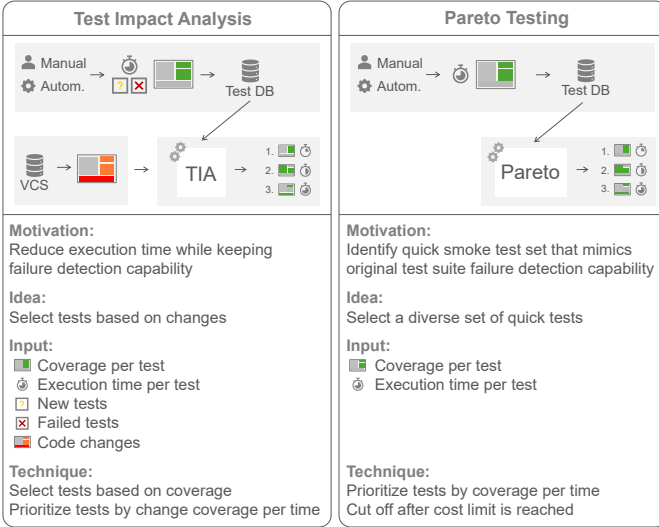 Test Impact Analysis
Manual
Autom.
?
Test DB
VCS
TIA
1.
2.
3.
Motivation:
Reduce execution time while keeping
failure detection capability
Idea:
Select tests based on changes
Input:
Coverage per test
Execution time per test
? New tests
Failed tests
Code changes
Technique:
Select tests based on coverage
Prioritize tests by change coverage per time
Pareto Testing
Manual
Autom.
Test DB
Pareto
1.
2.
3.
Motivation:
Identify quick smoke test set that mimics
original test suite failure detection capability
Idea:
Select a diverse set of quick tests
Input:
Coverage per test
Execution time per test
Technique:
Prioritize tests by coverage per time
Cut off after cost limit is reached